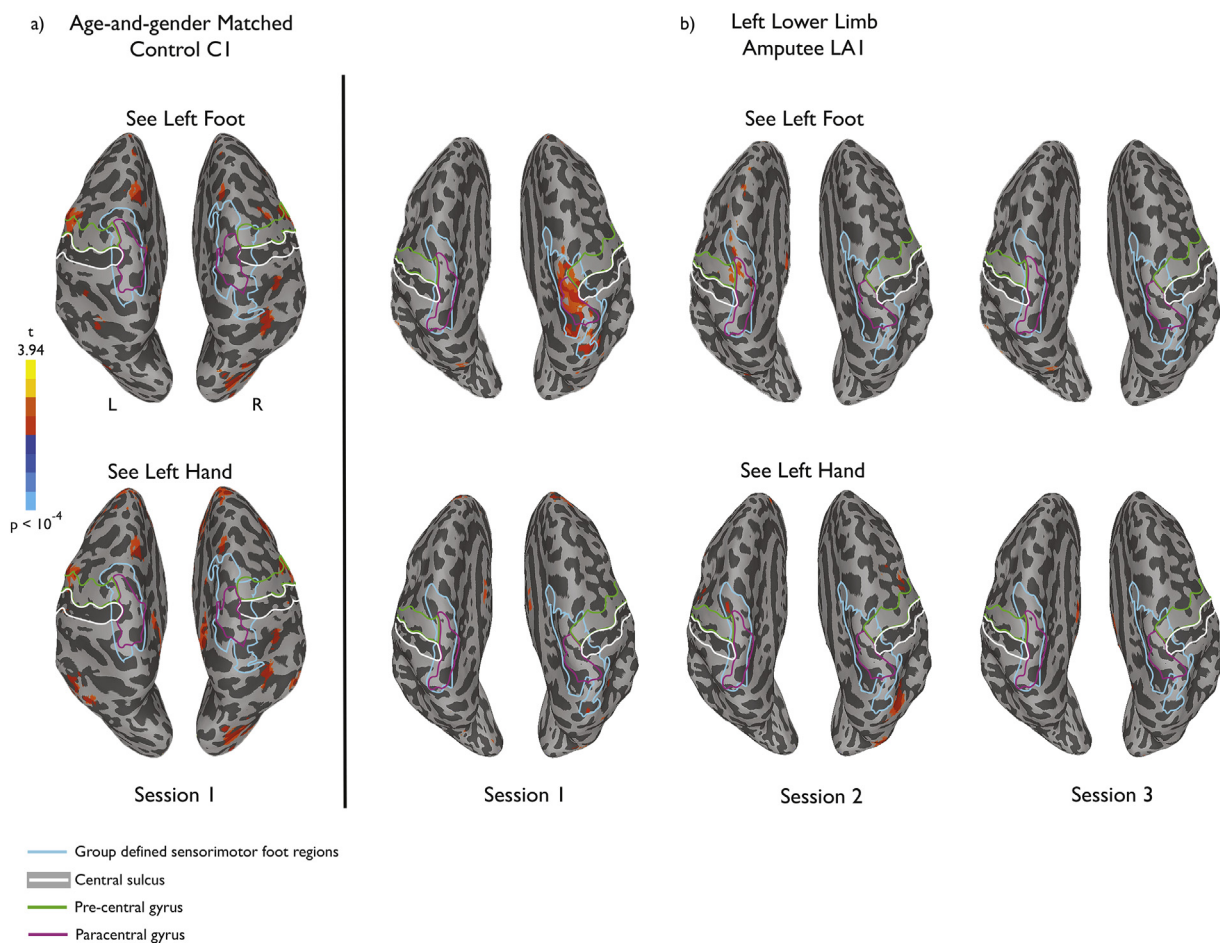 a)
Age-and-gender Matched
Control C1
b)
Left Lower Limb
Amputee LA1
See Left Foot
See Left Foot
t
3.94
L
R
p < 10-4
See Left Hand
See Left Hand
Session 1
Session 1
Session 2
Session 3
Group defined sensorimotor foot regions
Central sulcus
Pre-central gyrus
Paracentral gyrus